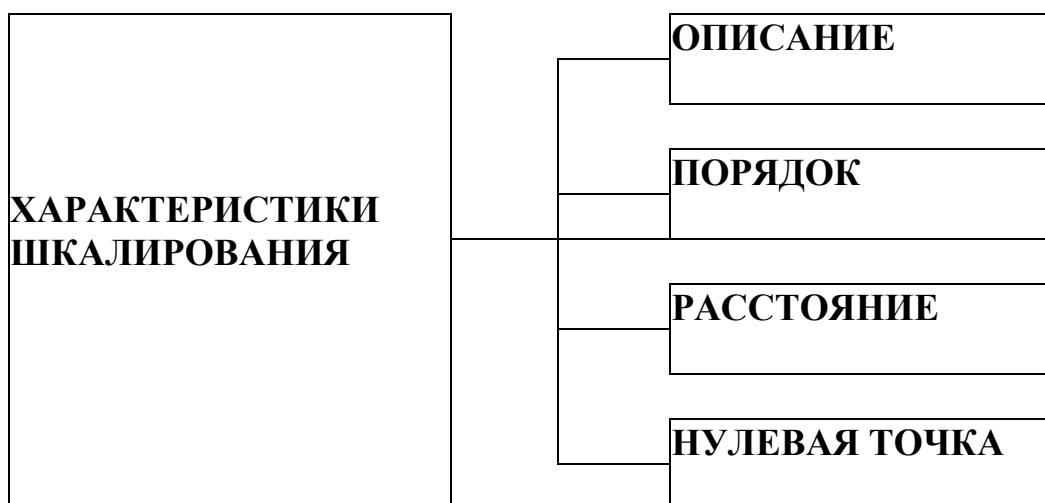 ХАРАКТЕРИСТИКИ
ШКАЛИРОВАНИЯ
ОПИСАНИЕ
ПОРЯДОК
РАССТОЯНИЕ
НУЛЕВАЯ ТОЧКА